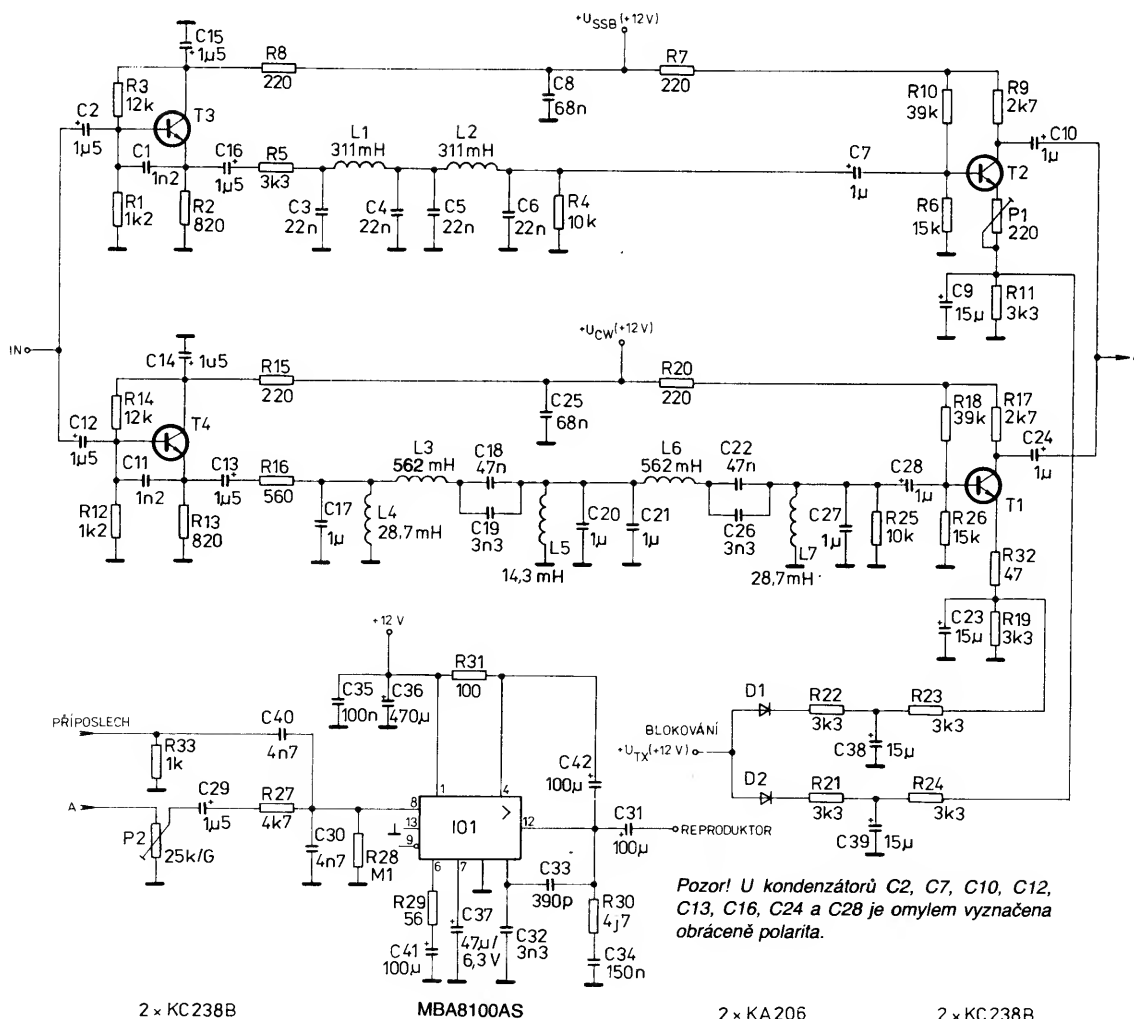 +U_SSB (+12V)
C15
+ 1µ5
R8
220
R7
220
R3
12k
C8
68n
R10
39k
R9
2k7
C2
+
1µ5
T3
C10
+
1µ
C1
1n2
C16
+
1µ5
R5
3k3
L1
311mH
L2
311mH
C7
+
1µ
T2
R1
1k2
R2
820
C3
22n
C4
22n
C5
22n
C6
22n
R4
10k
R6
15k
P1
220
C9
+
15µ
R11
3k3
IN
C14
+ 1u5
+U_CW (+12V)
R15
220
R20
220
R14
12k
C25
68n
R18
39k
R17
2k7
C12
+
1µ5
T4
C24
+
1µ
C11
1n2
C13
+
1µ5
R16
560
L3
562 mH
C18
47n
L6
562mH
C22
47n
C28
+
1µ
T1
R12
1k2
R13
820
C17
1µ
L4
28,7mH
C19
3n3
L5
14,3 mH
C20
1µ
C21
1µ
C26
3n3
L7
28,7mH
C27
1µ
R25
10k
R26
15k
R32
47
C23
+
15µ
R19
3k3
+12 V
R31
100
C35
100n
C36
+
470µ
D1
R22
3k3
R23
3k3
BLOKOVÁNÍ
+U_TX (+12V)
C38
+
15µ
D2
R21
3k3
R24
3k3
C39
+
15µ
PŘÍPOSLECH
R33
1k
C40
4n7
A
P2
25k/G
C29
+
1µ5
R27
4k7
C30
4n7
R28
M1
1
4
8
13
9
IO1
12
6
7
C42
100µ
+
C31
+
100µ
REPRODUKTOR
R29
56
C41
+
100µ
C37
+
47µ/
6,3V
C33
390p
C32
3n3
R30
4j7
C34
150n
Pozor! U kondenzátorů C2, C7, C10, C12,
C13, C16, C24 a C28 je omylem vyznačena
obráceně polarita.
2 x KC238B
MBA8100AS
2 x KA206
2 x KC238B